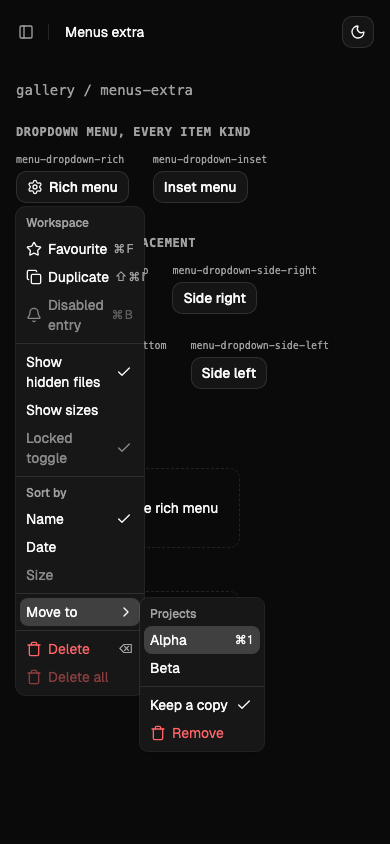 Menus extra
gallery / menus-extra
DROPDOWN MENU, EVERY ITEM KIND
menu-dropdown-rich
menu-dropdown-inset
Rich menu
Inset menu
Workspace
Favourite ⌘F
menu-dropdown-side-right
Duplicate
Side right
Disabled
entry ⌘B
menu-dropdown-side-left
Show
hidden files
Side left
Show sizes
Locked
toggle
Sort by
Name
e rich menu
Date
Size
Move to
Projects
Alpha ⌘1
Delete
Beta
Delete all
Keep a copy
Remove